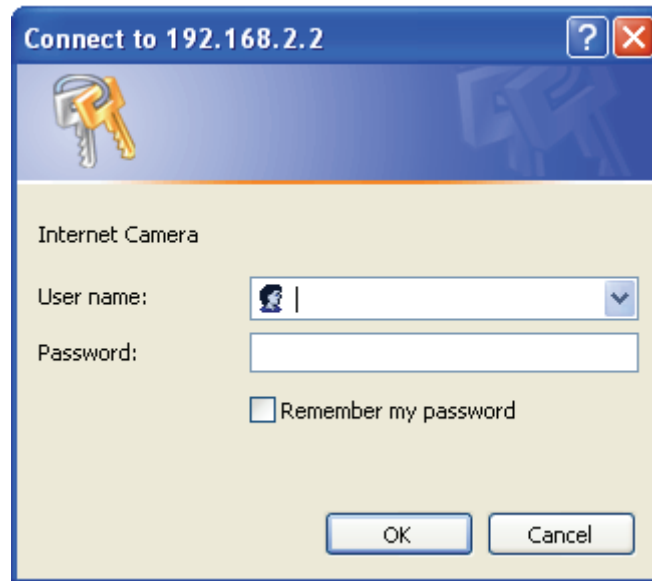 Connect to 192.168.2.2
Internet Camera
User name:
Password:
Remember my password
OK Cancel